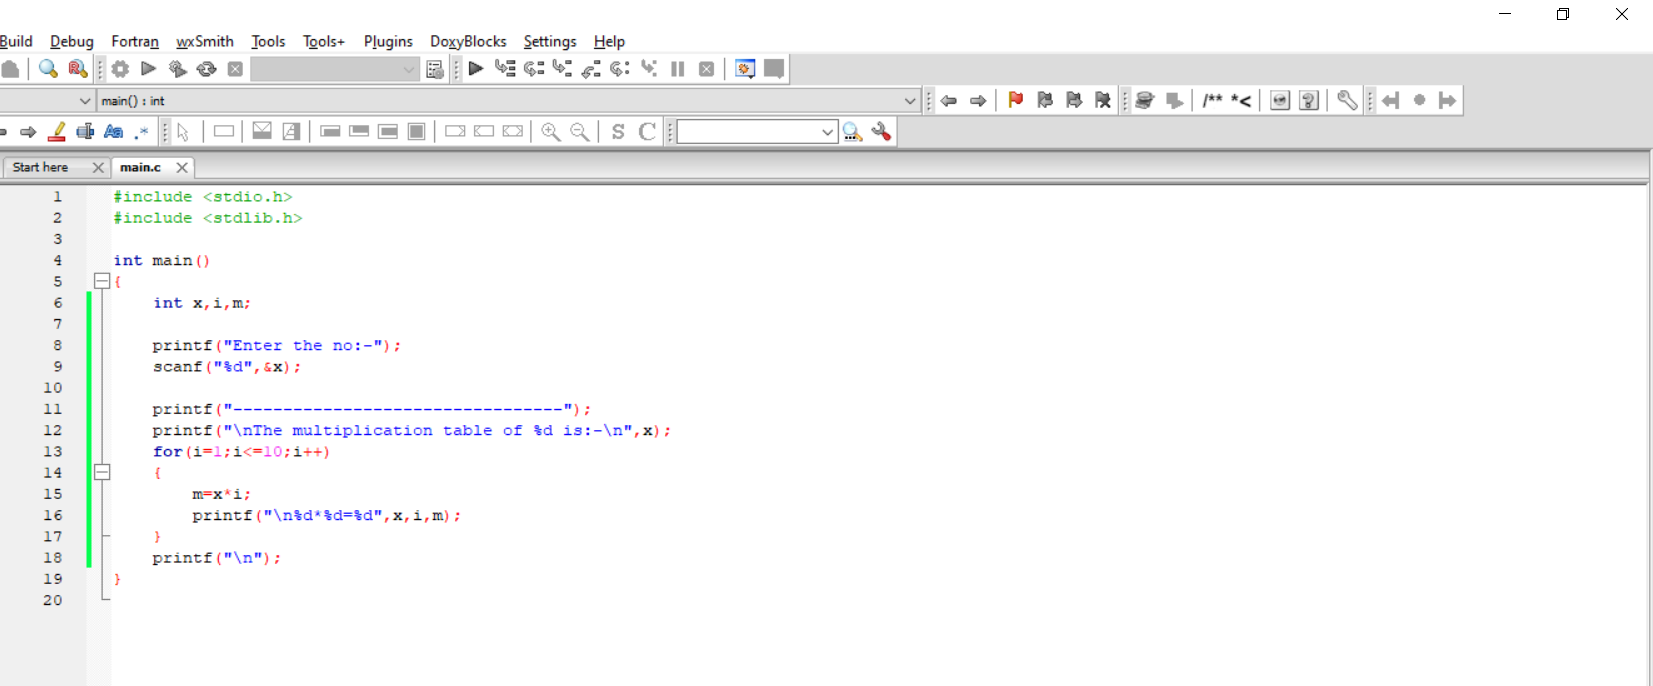 Build Debug Fortran wxSmith Tools Tools+ Plugins DoxyBlocks Settings Help
main() : int
/** *<
Aa .*
S C
Start here main.c
1 #include <stdio.h>
2 #include <stdlib.h>
3
4 int main()
5 {
6 int x,i,m;
7
8 printf("Enter the no:-");
9 scanf("%d",&x);
10
11 printf("---------------------------------");
12 printf("\nThe multiplication table of %d is:-\n",x);
13 for(i=1;i<=10;i++)
14 {
15 m=x*i;
16 printf("\n%d*%d=%d",x,i,m);
17 }
18 printf("\n");
19 }
20